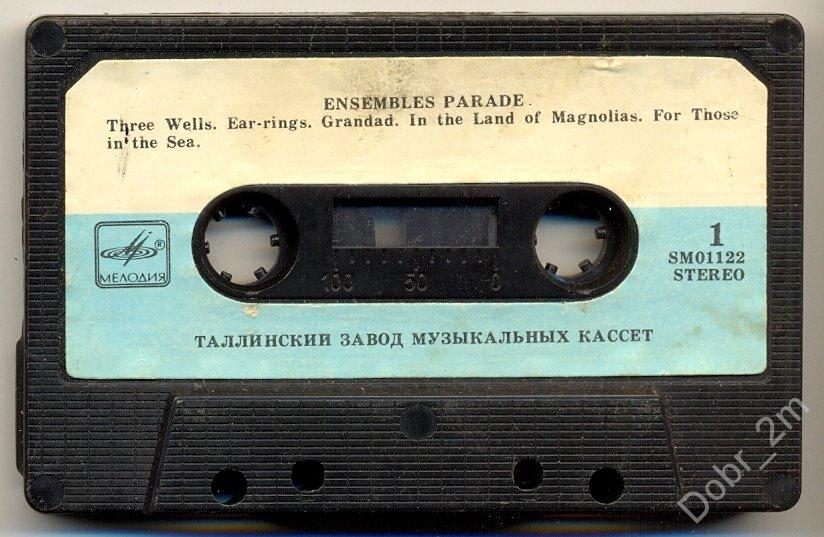 ENSEMBLES PARADE.
Three Wells. Ear-rings. Grandad. In the Land of Magnolias. For Those
in the Sea.
МЕЛОДИЯ
®
1
SM01122
STEREO
100 50 0
ТАЛЛИНСКИЙ ЗАВОД МУЗЫКАЛЬНЫХ КАССЕТ
Dobr_2m